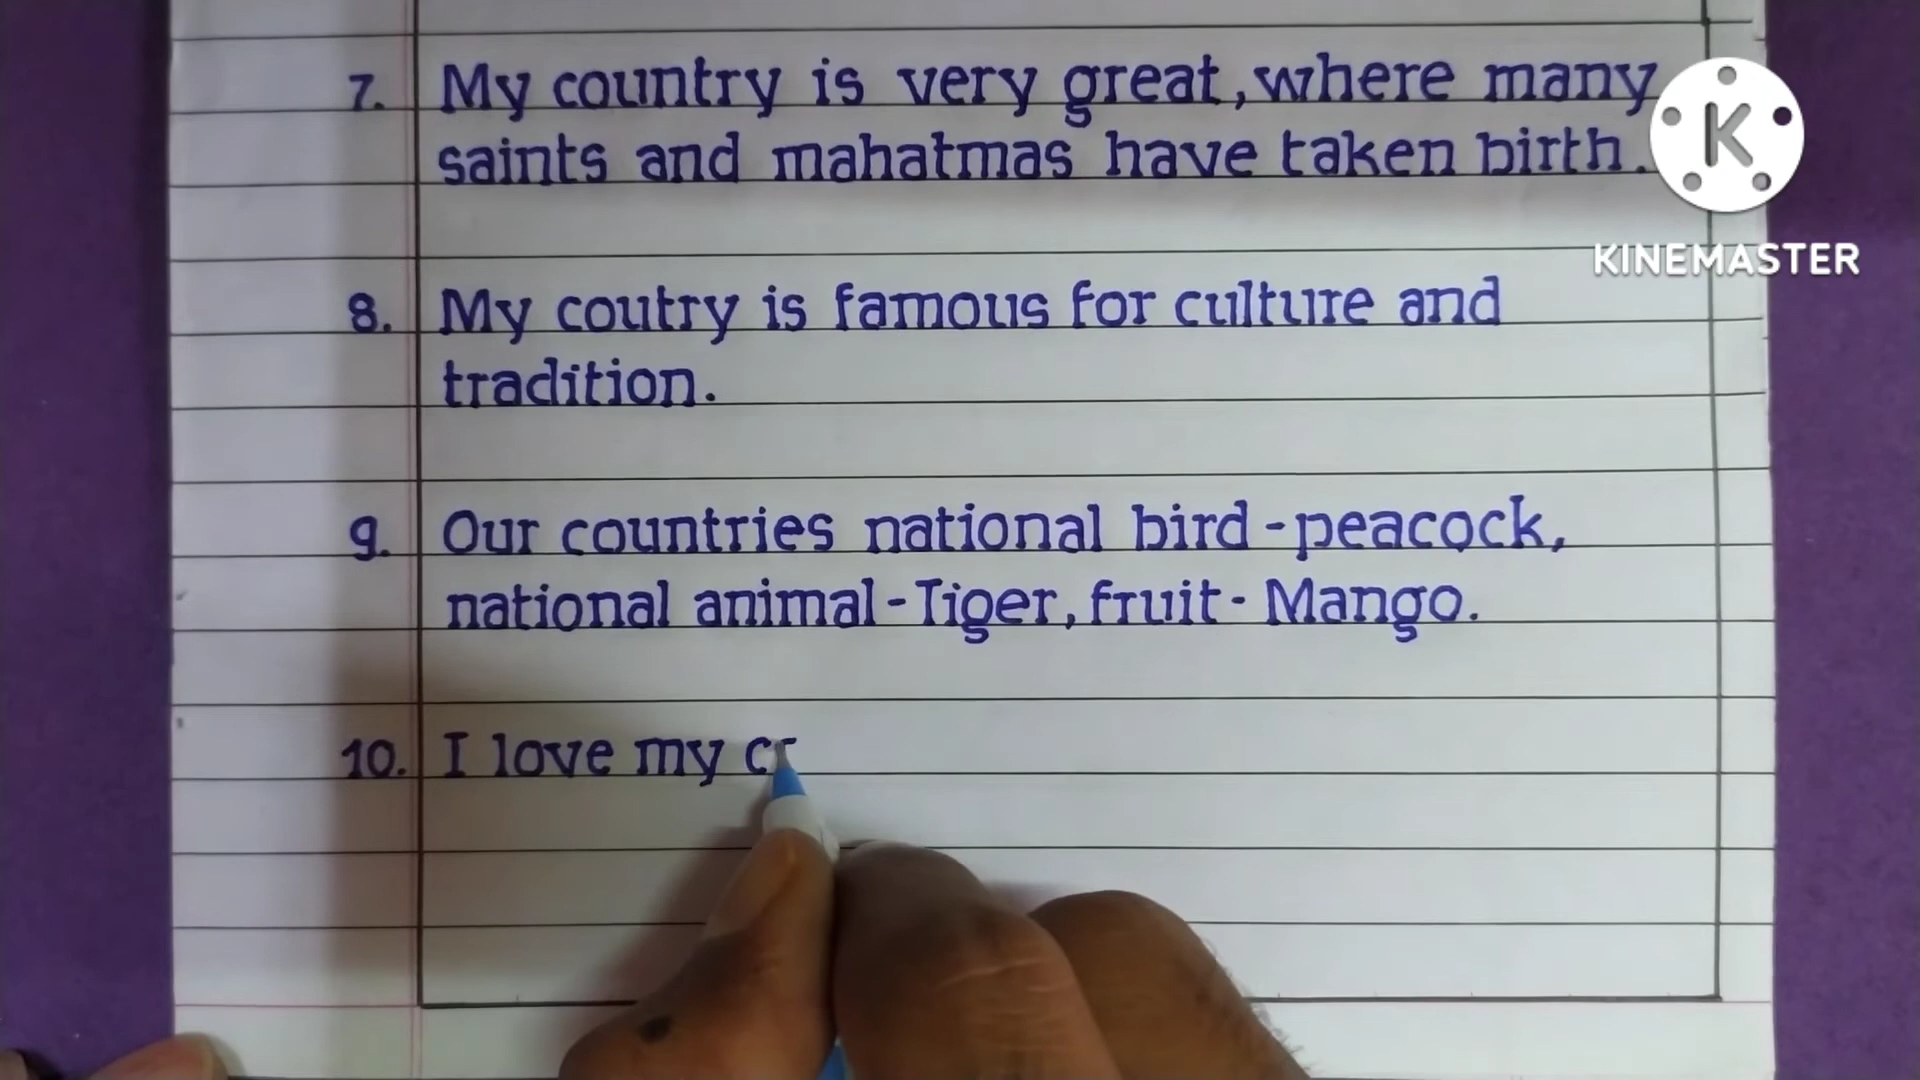 7. My country is very great, where many
saints and mahatmas have taken birth.
K
KINEMASTER
8. My coutry is famous for culture and
tradition.
9. Our countries national bird - peacock,
national animal - Tiger, fruit - Mango.
10. I love my